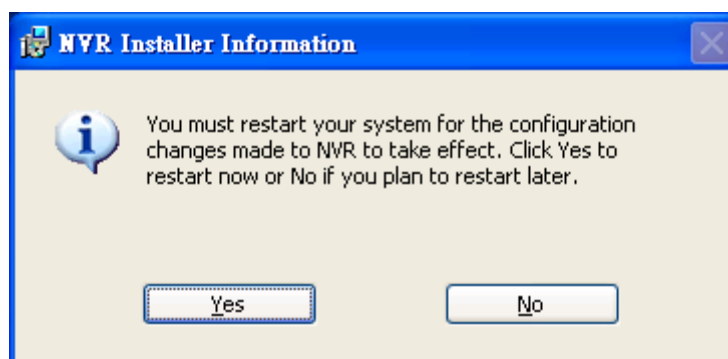 NVR Installer Information
You must restart your system for the configuration
changes made to NVR to take effect. Click Yes to
restart now or No if you plan to restart later.
Yes
No